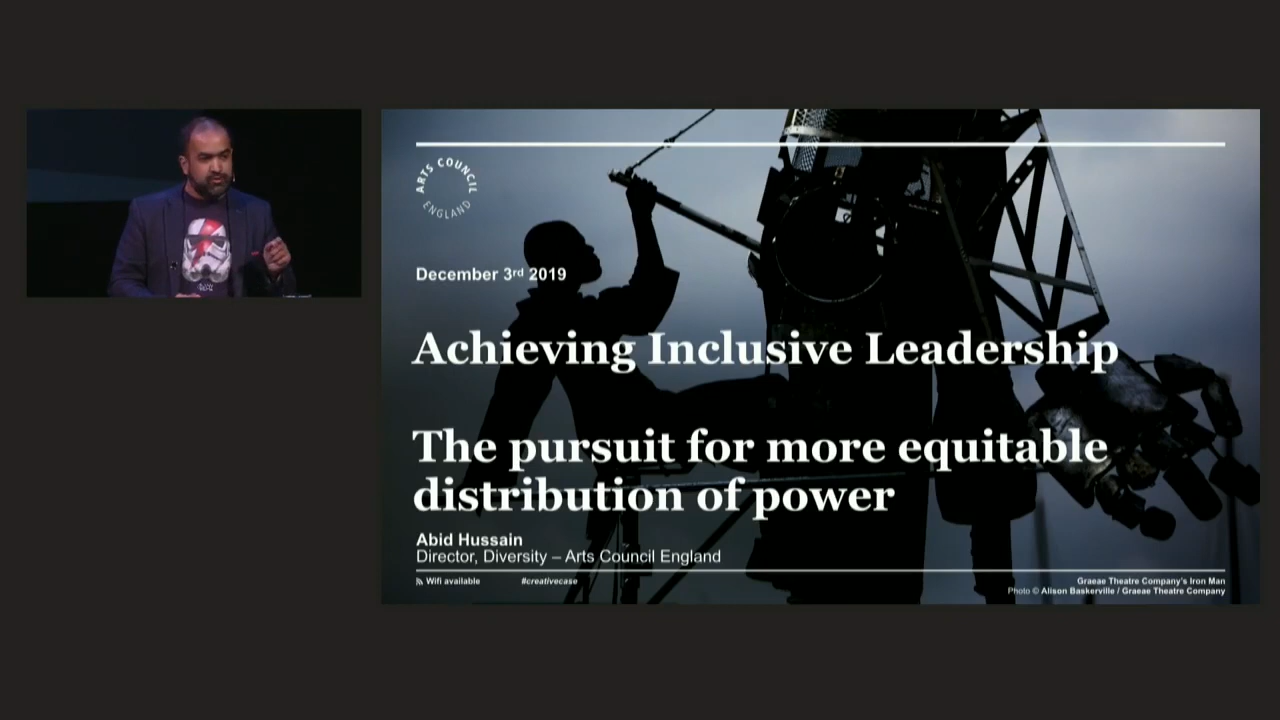 ARTS COUNCIL
ENGLAND
December 3rd 2019
Achieving Inclusive Leadership
The pursuit for more equitable
distribution of power
Abid Hussain
Director, Diversity – Arts Council England
Wifi available
#creativecase
Graeae Theatre Company's Iron Man
Photo © Alison Baskerville / Graeae Theatre Company